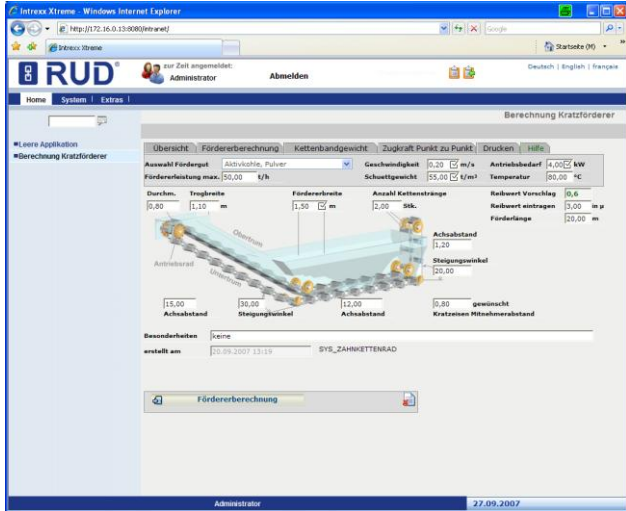 Intrexx Xtreme - Windows Internet Explorer
http://172.16.0.13:8080/intranet/
Google
Intrexx Xtreme
Startseite (M)
RUD®
zur Zeit angemeldet:
Administrator
Abmelden
Deutsch | English | français
Home System Extras
Berechnung Kratzförderer
Leere Applikation
Berechnung Kratzförderer
Übersicht Fördererberechnung Kettenbandgewicht Zugkraft Punkt zu Punkt Drucken Hilfe
Auswahl Fördergut Aktivkohle, Pulver Geschwindigkeit 0,20 m/s Antriebsbedarf 4,00 kW
Fördererleistung max. 50,00 t/h Schuettgewicht 55,00 t/m³ Temperatur 80,00 °C
Durchm. Trogbreite Fördererbreite Anzahl Kettenstränge Reibwert Vorschlag 0,6
0,80 1,10 m 1,50 m 2,00 Stk. Reibwert eintragen 3,00 in µ
Förderlänge 20,00 m
Obertrum
Achsabstand
1,20
Antriebsrad
Untertrum
Steigungswinkel
20,00
15,00 30,00 12,00 0,80 gewünscht
Achsabstand Steigungswinkel Achsabstand Kratzeisen Mitnehmerabstand
Besonderheiten keine
erstellt am 20.09.2007 13:19 SYS_ZAHNKETTENRAD
Fördererberechnung
Administrator 27.09.2007